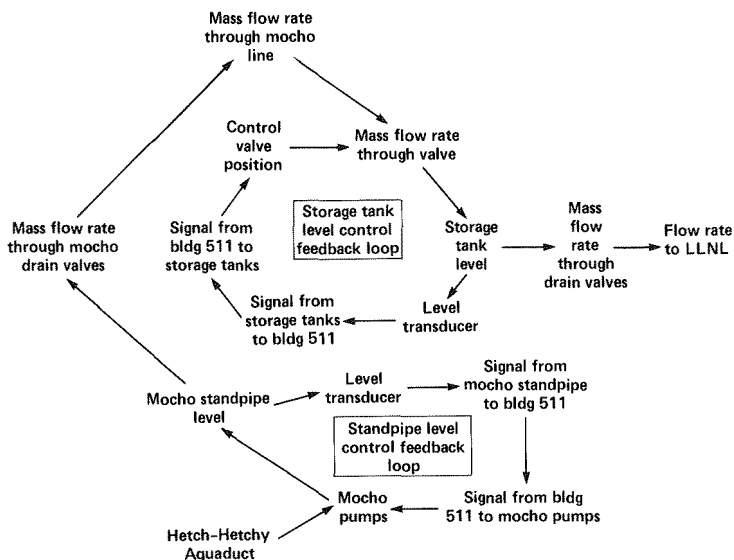 Mass flow rate
through mocho
line
Control
valve
position
Mass flow rate
through valve
Mass flow rate
through mocho
drain valves
Signal from
bldg 511 to
storage tanks
Storage tank
level control
feedback loop
Storage
tank
level
Mass
flow
rate
through
drain valves
Flow rate
to LLNL
Signal from
storage tanks
to bldg 511
Level
transducer
Mocho standpipe
level
Level
transducer
Signal from
mocho standpipe
to bldg 511
Standpipe level
control feedback
loop
Mocho
pumps
Signal from bldg
511 to mocho pumps
Hetch-Hetchy
Aquaduct